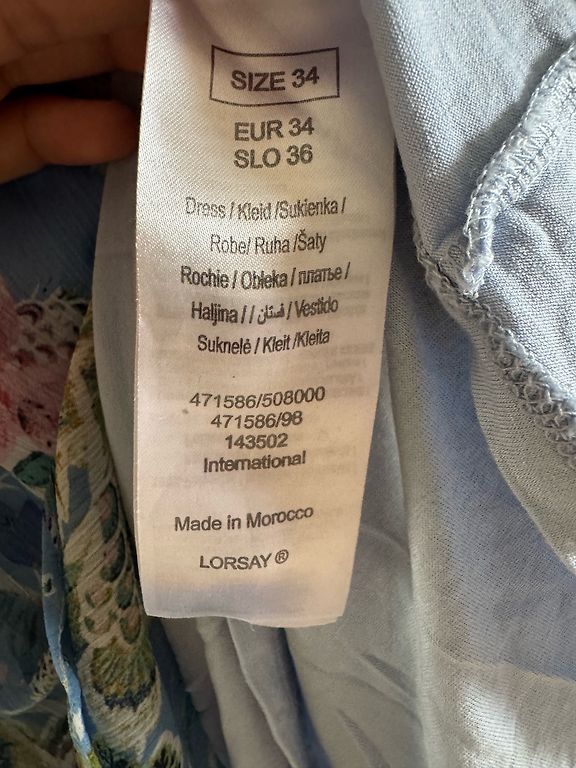 SIZE 34
EUR 34
SLO 36
Dress / Kleid /Sukienka /
Robe/ Ruha /Šaty
Rochie / Obleka / платье /
Haljina / / فستان / Vestido
Suknelė / Kleit /Kleita
471586/508000
471586/98
143502
International
Made in Morocco
LORSAY®